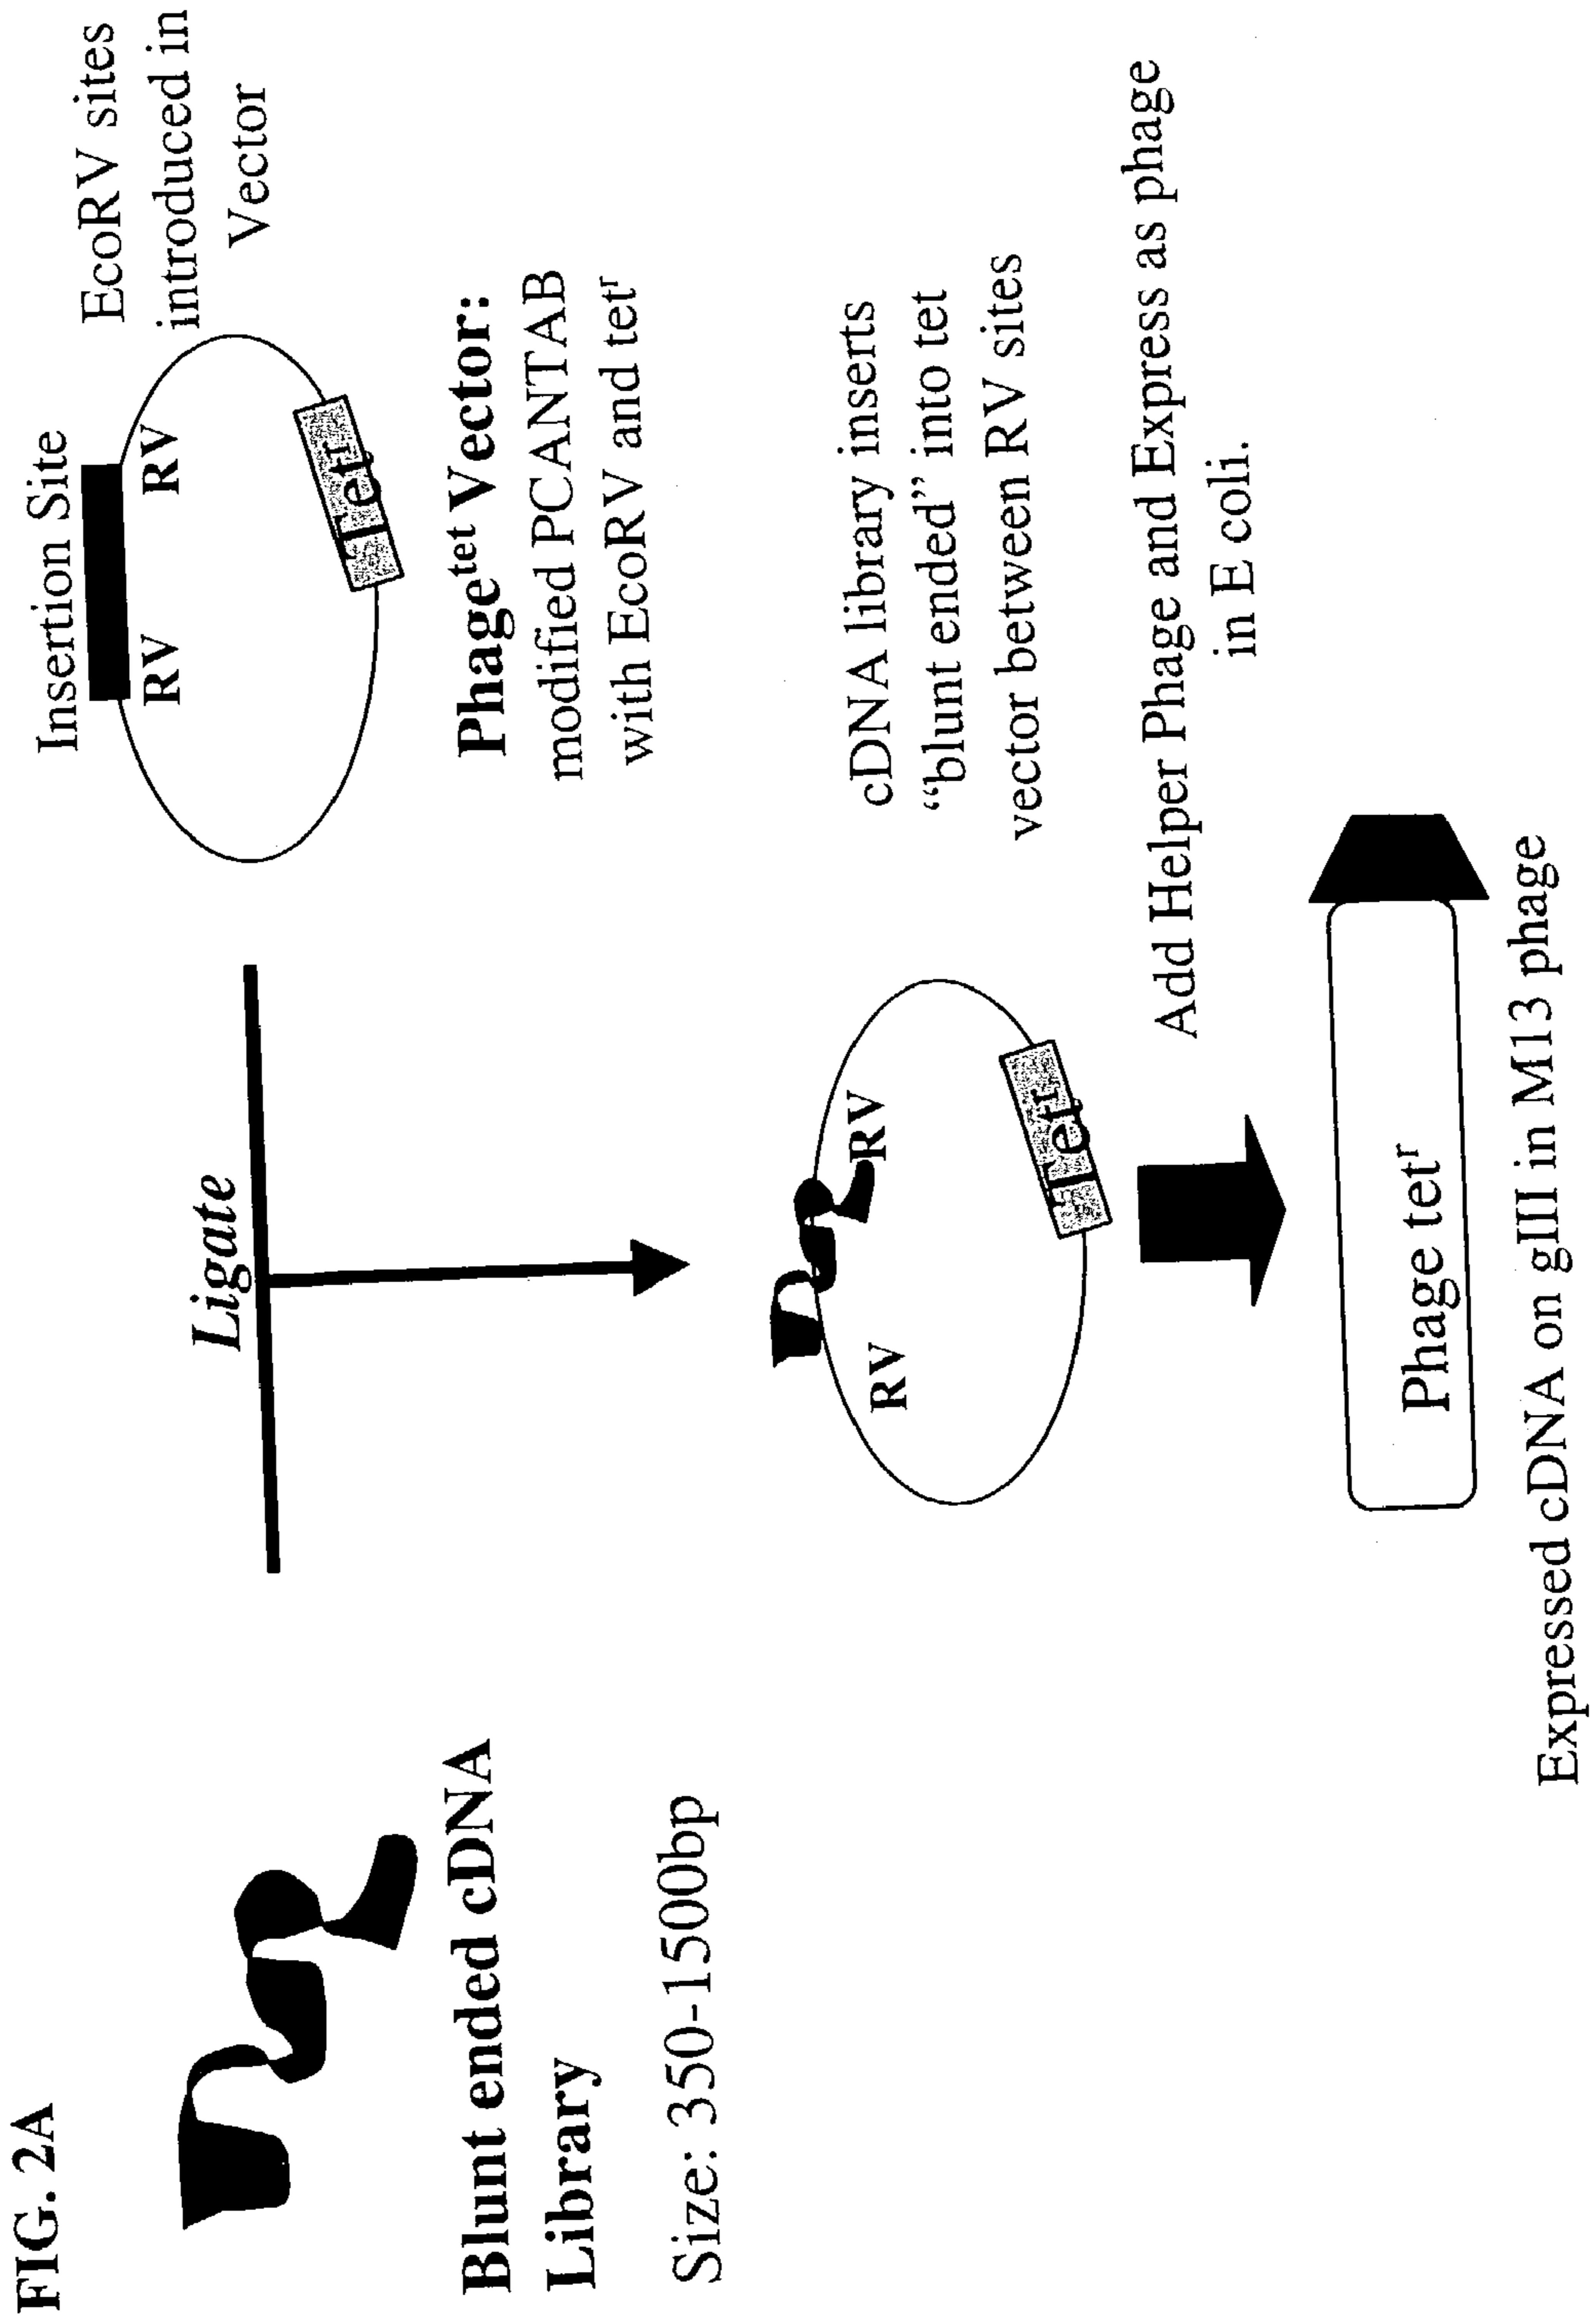 FIG. 2A
Blunt ended cDNA
Library
Size: 350-1500bp
Ligate
Insertion Site
RV RV
EcoRV sites
introduced in
Vector
Tetr
Phagetet Vector:
modified PCANTAB
with EcoRV and tetr
RV RV
Tetr
cDNA library inserts
“blunt ended” into tet
vector between RV sites
Add Helper Phage and Express as phage
in E coli.
Phage tetr
Expressed cDNA on gIII in M13 phage